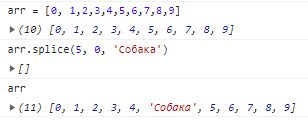 arr = [0, 1,2,3,4,5,6,7,8,9]
▸ (10) [0, 1, 2, 3, 4, 5, 6, 7, 8, 9]
arr.splice(5, 0, 'Собака')
▸ []
arr
▸ (11) [0, 1, 2, 3, 4, 'Собака', 5, 6, 7, 8, 9]